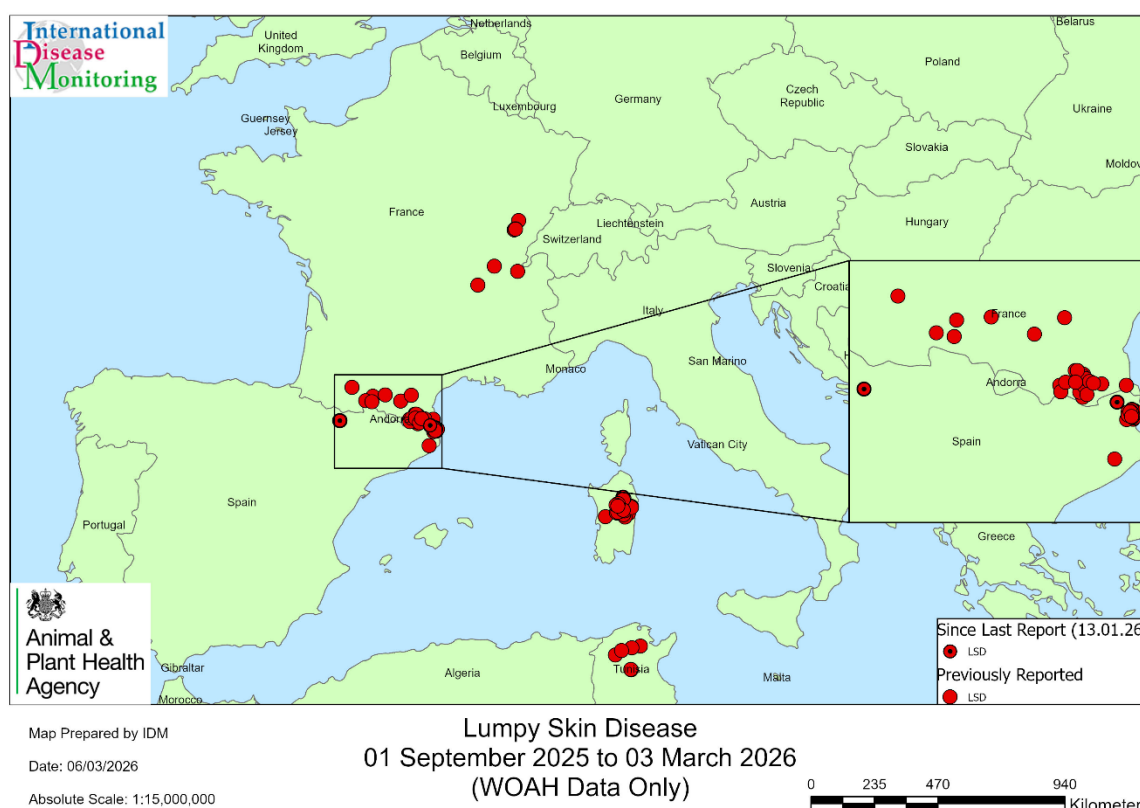 International
Disease
Monitoring
United
Kingdom
Netherlands
Belarus
Belgium
Poland
Luxembourg
Germany
Czech
Republic
Ukraine
Guernsey
Jersey
Slovakia
Moldov
France
Austria
Liechtenstein
Hungary
Switzerland
Slovenia
Croatia
Italy
France
San Marino
Monaco
Andorra
Andorra
Vatican City
Spain
Spain
Portugal
Greece
Animal &
Plant Health
Agency
Gibraltar
Morocco
Algeria
Tunisia
Malta
Since Last Report (13.01.26
LSD
Previously Reported
LSD
Map Prepared by IDM
Date: 06/03/2026
Absolute Scale: 1:15,000,000
Lumpy Skin Disease
01 September 2025 to 03 March 2026
(WOAH Data Only)
0 235 470 940
Kilometer